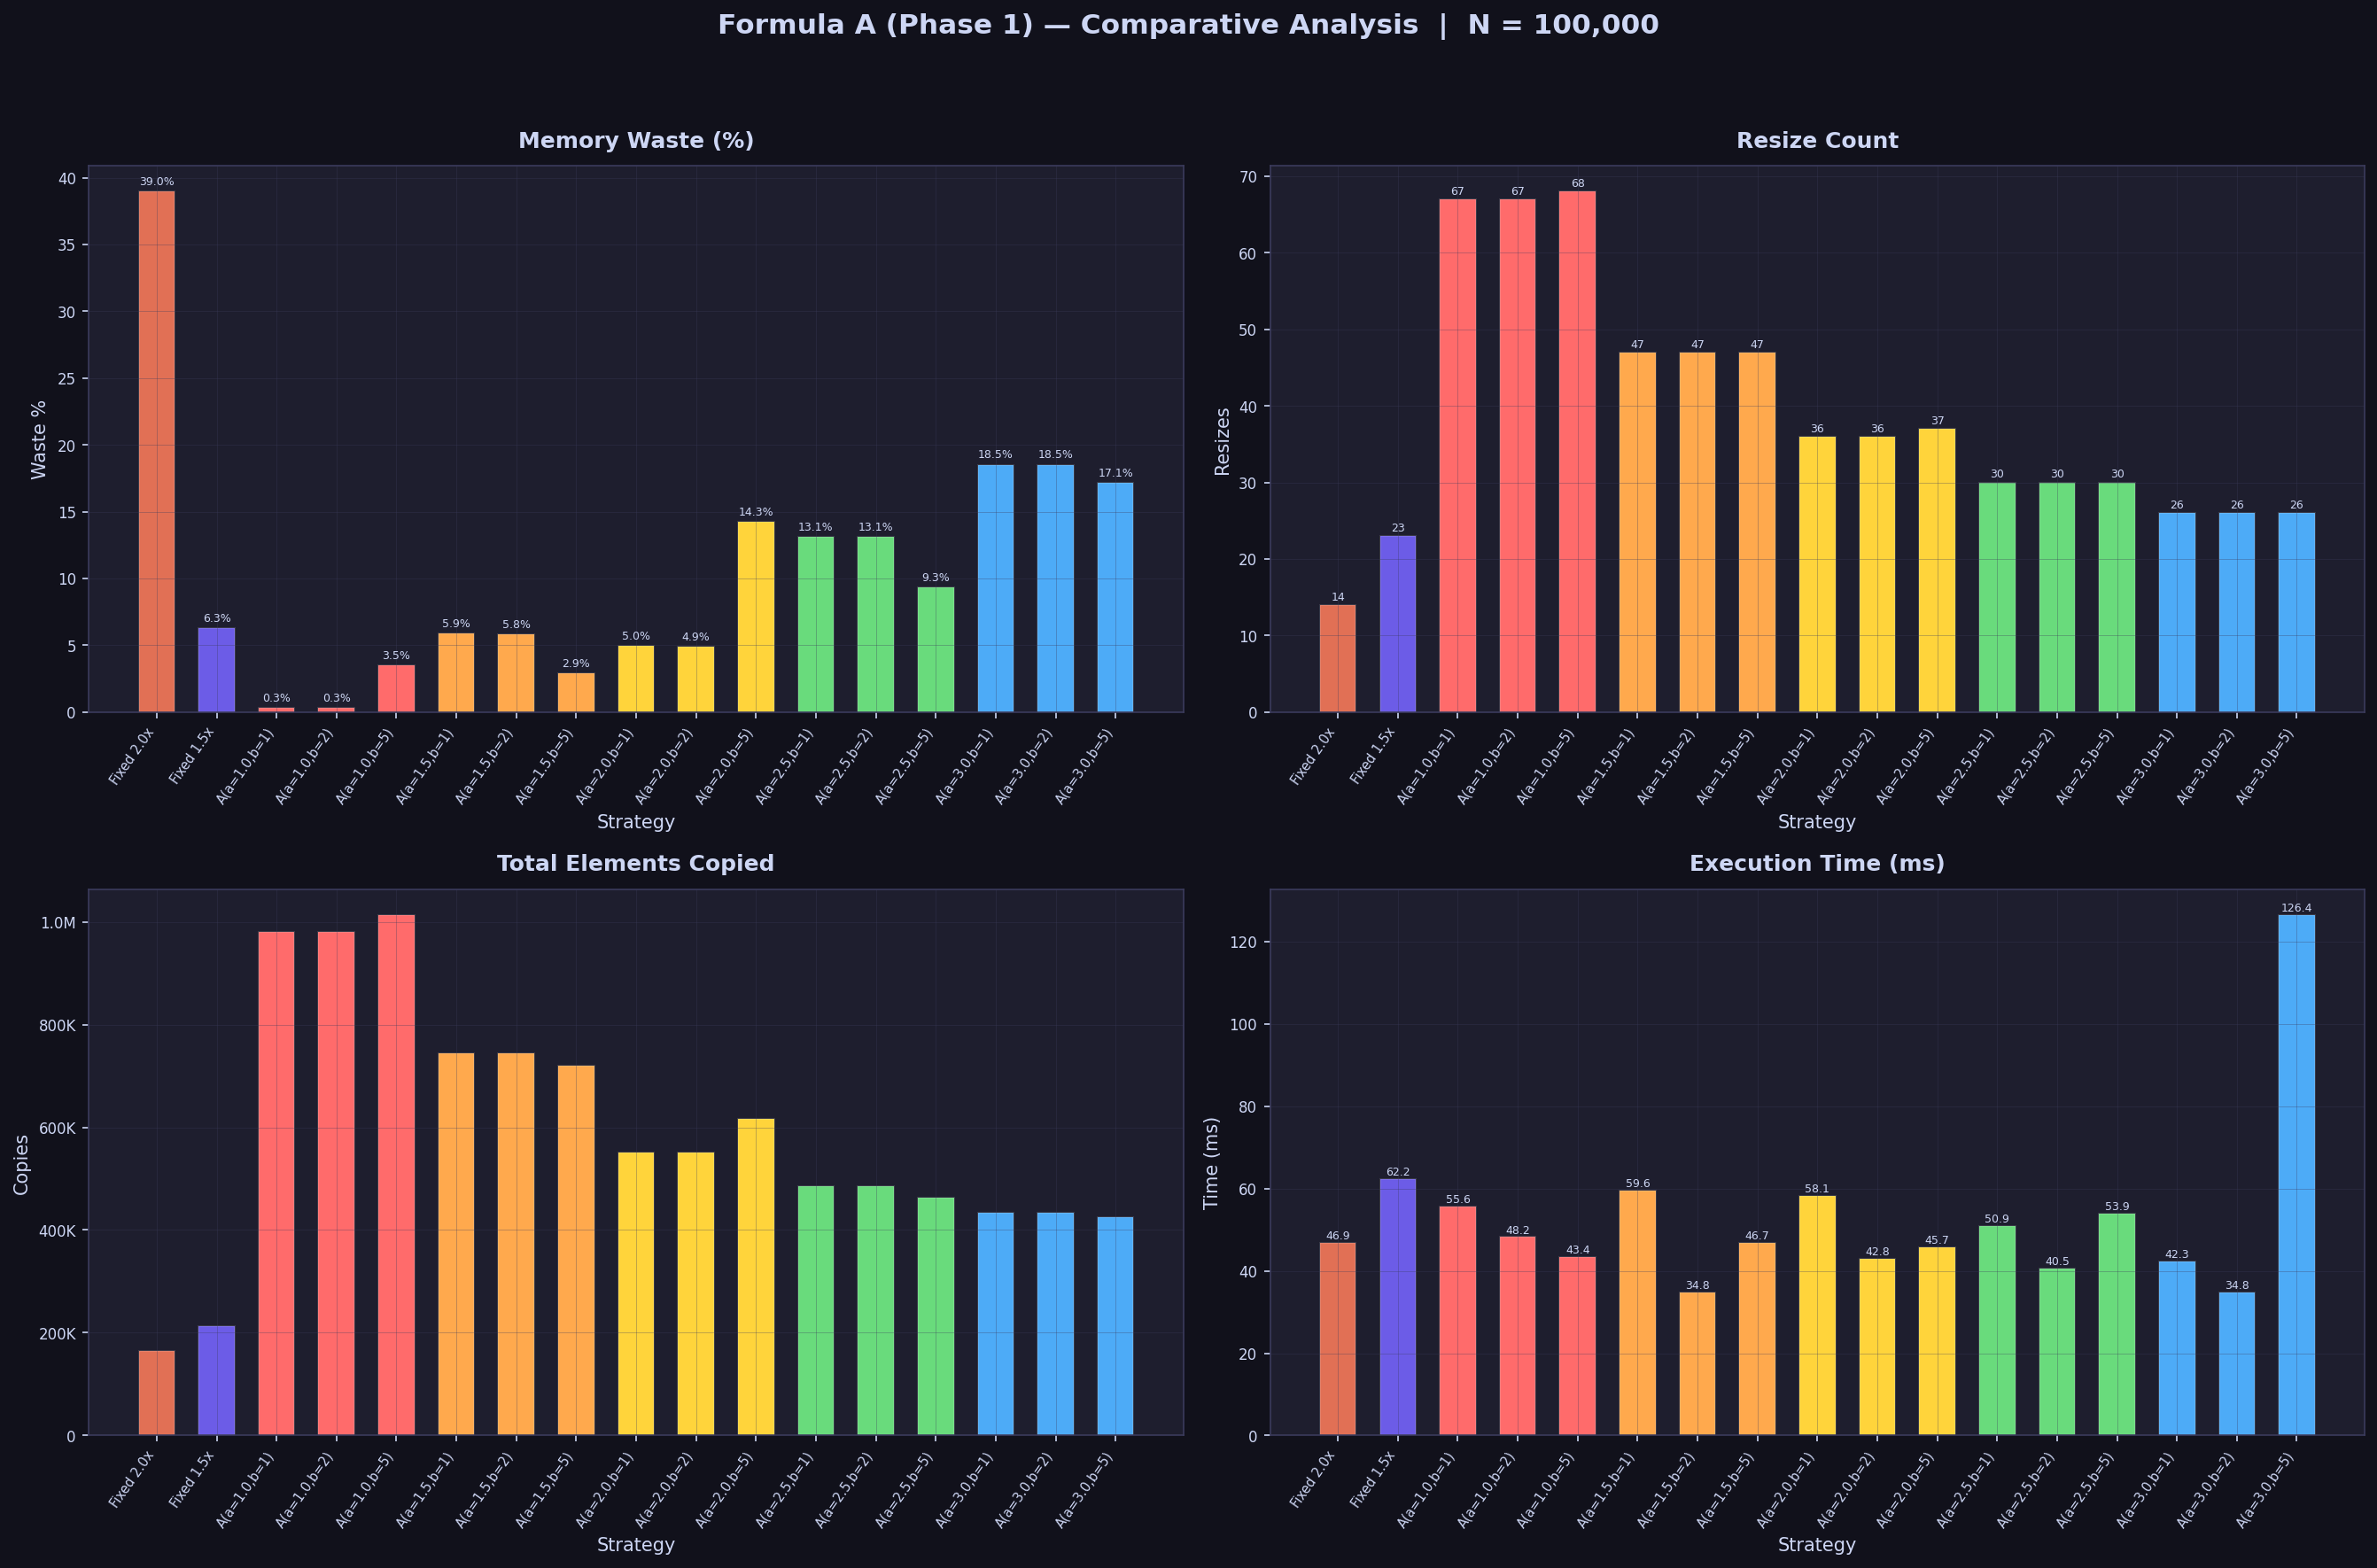 Formula A (Phase 1) — Comparative Analysis | N = 100,000
Memory Waste (%)
Waste %
40
35
30
25
20
15
10
5
0
39.0%
6.3%
0.3%
0.3%
3.5%
5.9%
5.8%
2.9%
5.0%
4.9%
14.3%
13.1%
13.1%
9.3%
18.5%
18.5%
17.1%
Fixed 2.0x
Fixed 1.5x
A(a=1.0,b=1)
A(a=1.0,b=2)
A(a=1.0,b=5)
A(a=1.5,b=1)
A(a=1.5,b=2)
A(a=1.5,b=5)
A(a=2.0,b=1)
A(a=2.0,b=2)
A(a=2.0,b=5)
A(a=2.5,b=1)
A(a=2.5,b=2)
A(a=2.5,b=5)
A(a=3.0,b=1)
A(a=3.0,b=2)
A(a=3.0,b=5)
Strategy
Resize Count
Resizes
70
60
50
40
30
20
10
0
14
23
67
67
68
47
47
47
36
36
37
30
30
30
26
26
26
Fixed 2.0x
Fixed 1.5x
A(a=1.0,b=1)
A(a=1.0,b=2)
A(a=1.0,b=5)
A(a=1.5,b=1)
A(a=1.5,b=2)
A(a=1.5,b=5)
A(a=2.0,b=1)
A(a=2.0,b=2)
A(a=2.0,b=5)
A(a=2.5,b=1)
A(a=2.5,b=2)
A(a=2.5,b=5)
A(a=3.0,b=1)
A(a=3.0,b=2)
A(a=3.0,b=5)
Strategy
Total Elements Copied
Copies
1.0M
800K
600K
400K
200K
0
Fixed 2.0x
Fixed 1.5x
A(a=1.0,b=1)
A(a=1.0,b=2)
A(a=1.0,b=5)
A(a=1.5,b=1)
A(a=1.5,b=2)
A(a=1.5,b=5)
A(a=2.0,b=1)
A(a=2.0,b=2)
A(a=2.0,b=5)
A(a=2.5,b=1)
A(a=2.5,b=2)
A(a=2.5,b=5)
A(a=3.0,b=1)
A(a=3.0,b=2)
A(a=3.0,b=5)
Strategy
Execution Time (ms)
Time (ms)
120
100
80
60
40
20
0
46.9
62.2
55.6
48.2
43.4
59.6
34.8
46.7
58.1
42.8
45.7
50.9
40.5
53.9
42.3
34.8
126.4
Fixed 2.0x
Fixed 1.5x
A(a=1.0,b=1)
A(a=1.0,b=2)
A(a=1.0,b=5)
A(a=1.5,b=1)
A(a=1.5,b=2)
A(a=1.5,b=5)
A(a=2.0,b=1)
A(a=2.0,b=2)
A(a=2.0,b=5)
A(a=2.5,b=1)
A(a=2.5,b=2)
A(a=2.5,b=5)
A(a=3.0,b=1)
A(a=3.0,b=2)
A(a=3.0,b=5)
Strategy